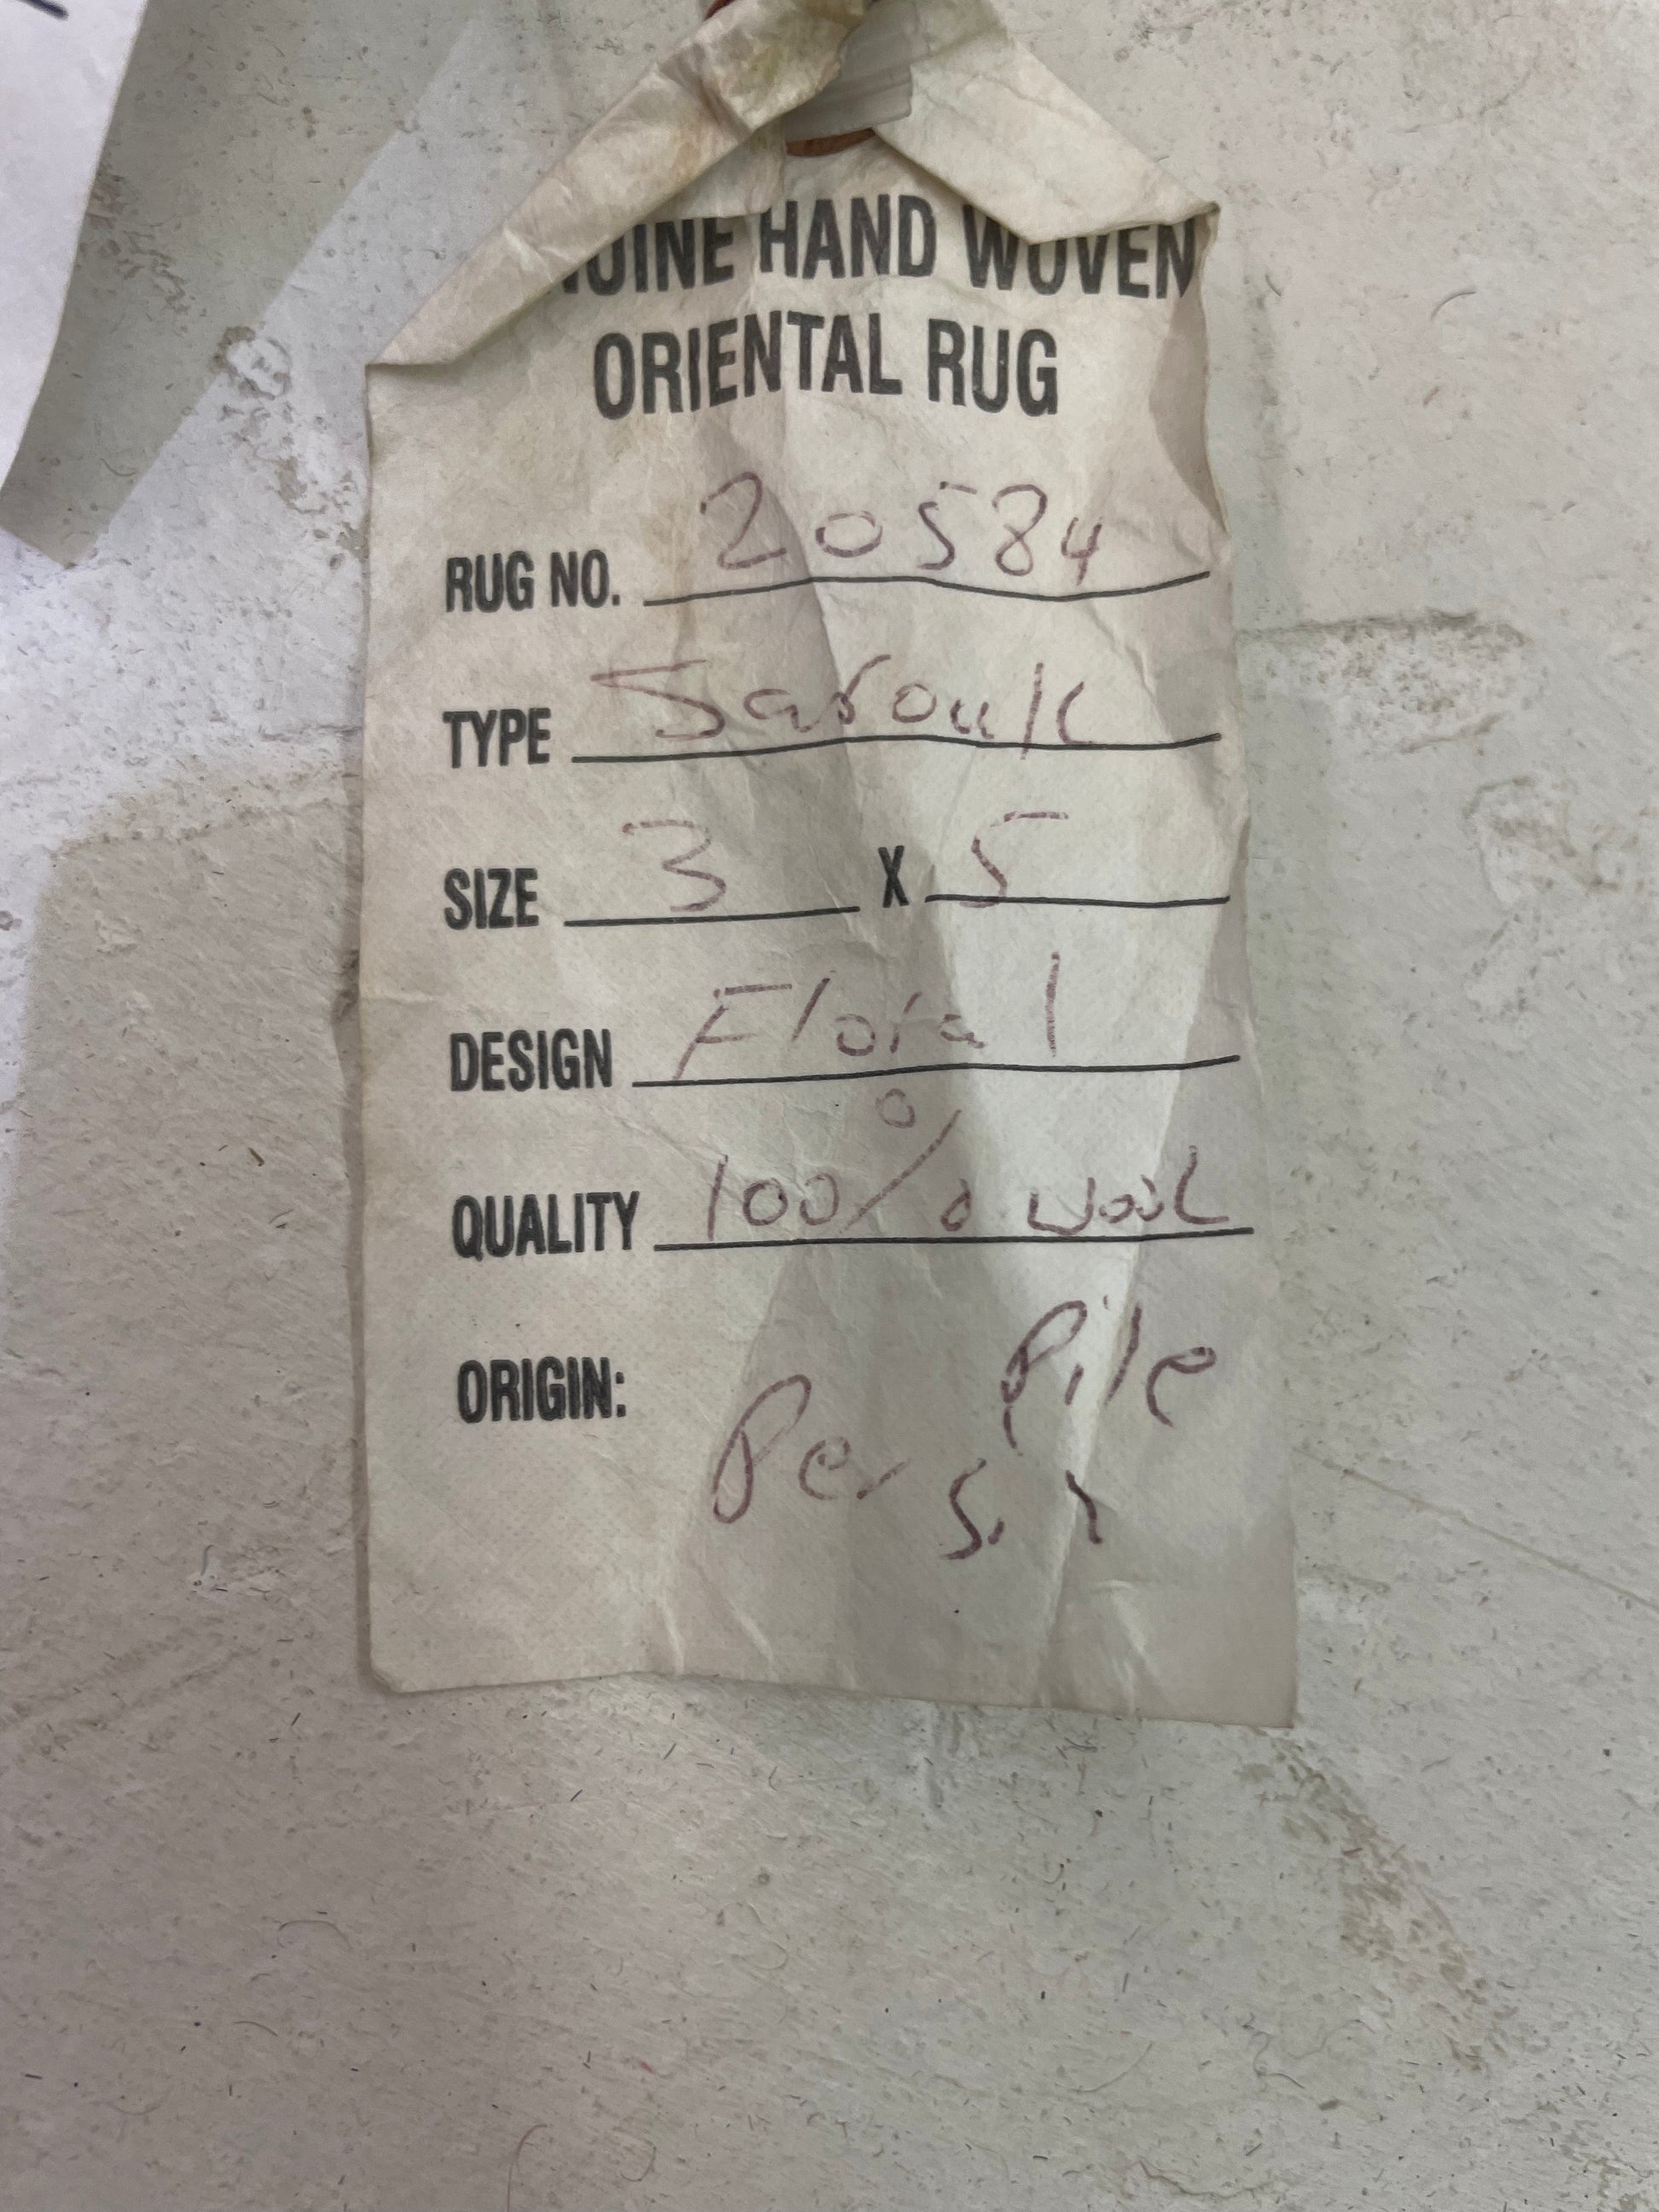 UINE HAND WOVEN
ORIENTAL RUG
RUG NO. 20584
TYPE Sarouk
SIZE 3 X 5
DESIGN Floral
QUALITY 100% wool
Pile
ORIGIN: